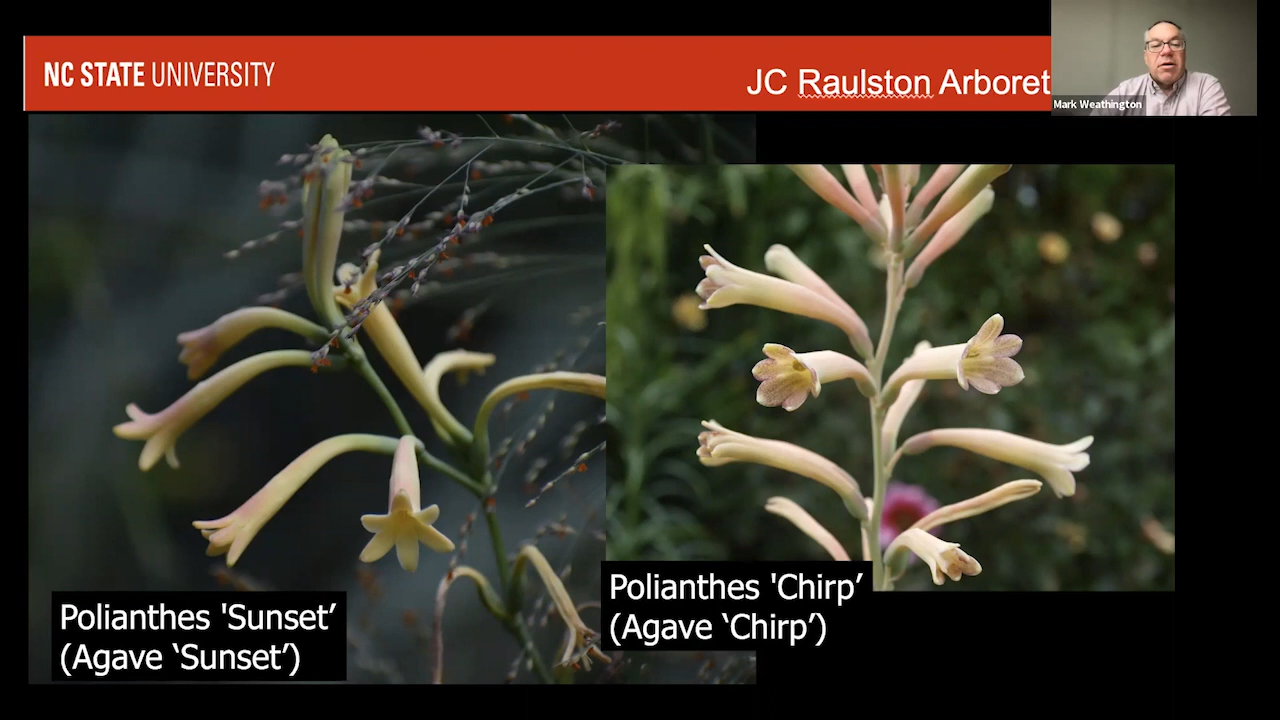 NC STATE UNIVERSITY
JC Raulston Arboret
Mark Weathington
Polianthes 'Sunset’
(Agave ‘Sunset’)
Polianthes 'Chirp’
(Agave ‘Chirp’)